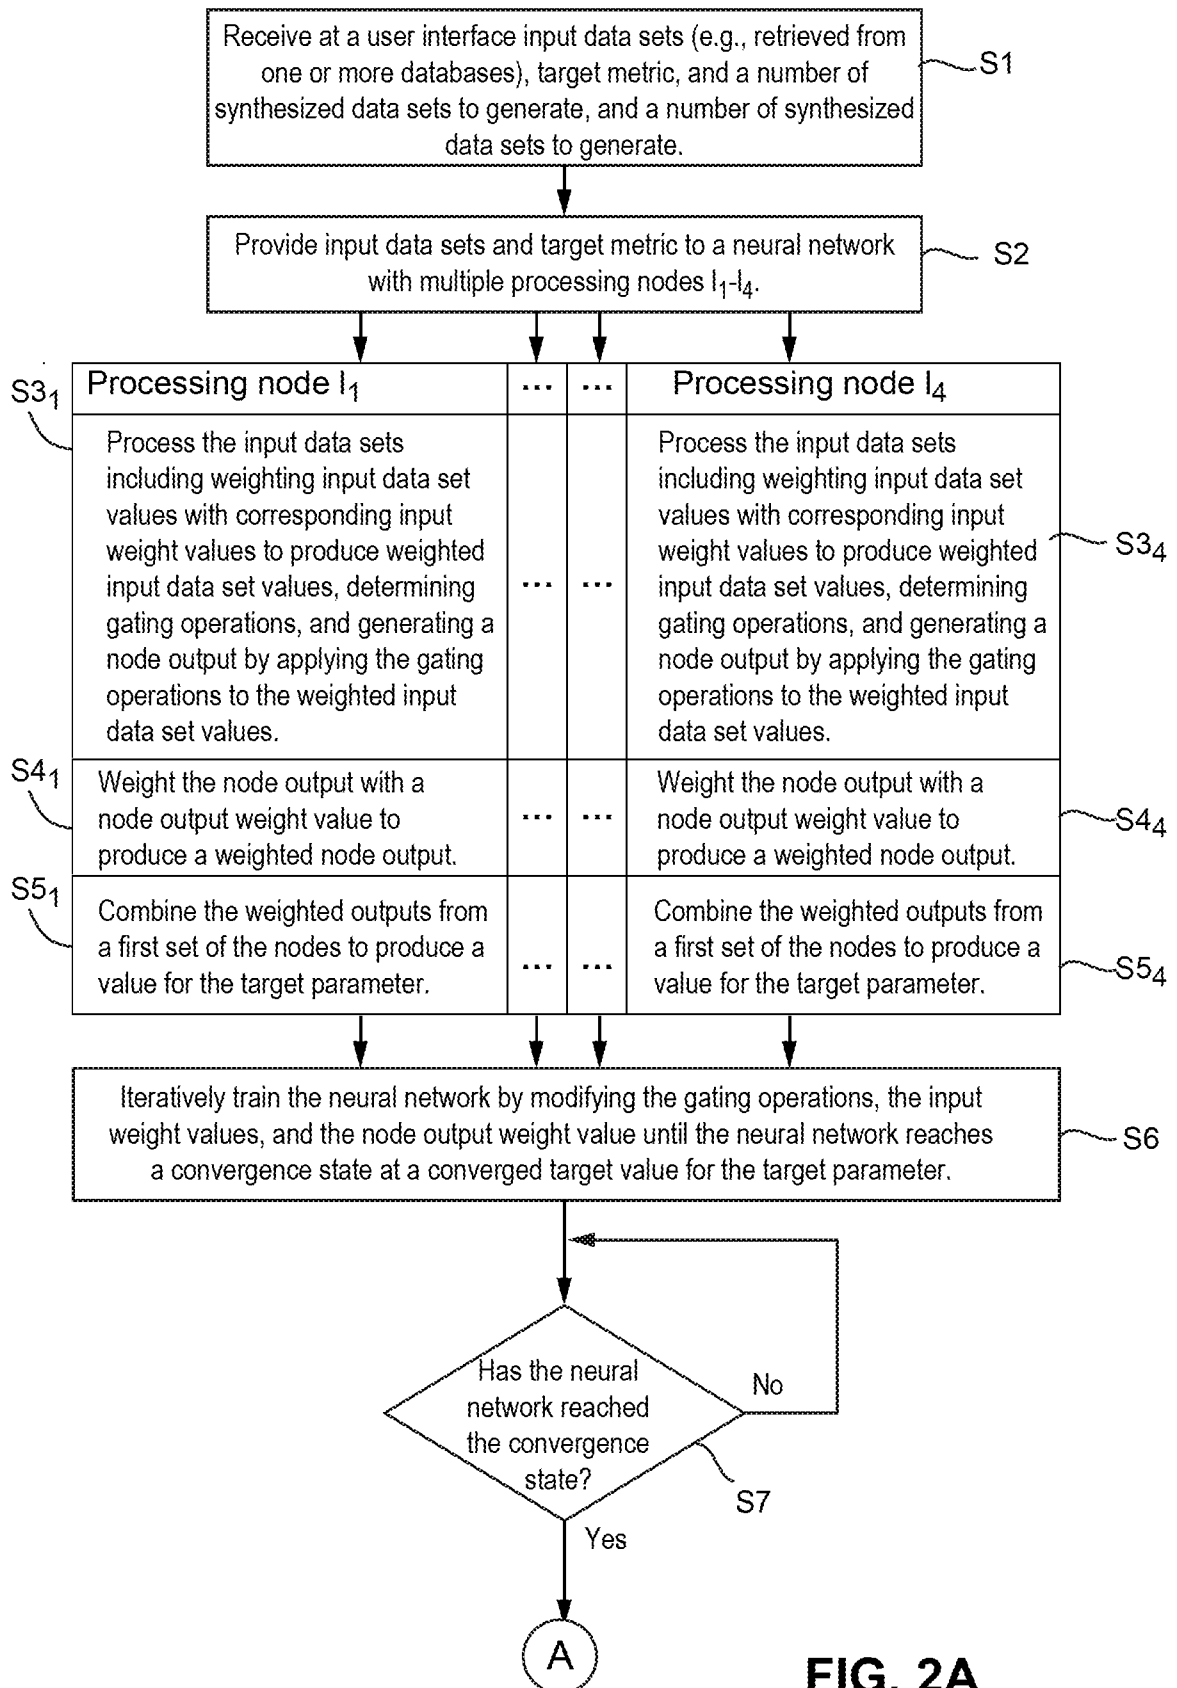 Receive at a user interface input data sets (e.g., retrieved from
one or more databases), target metric, and a number of
synthesized data sets to generate, and a number of synthesized
data sets to generate.
S1
Provide input data sets and target metric to a neural network
with multiple processing nodes I1-I4.
S2
S31
Processing node I1
... ...
Processing node I4
Process the input data sets
including weighting input data set
values with corresponding input
weight values to produce weighted
input data set values, determining
gating operations, and generating a
node output by applying the gating
operations to the weighted input
data set values.
... ...
Process the input data sets
including weighting input data set
values with corresponding input
weight values to produce weighted
input data set values, determining
gating operations, and generating a
node output by applying the gating
operations to the weighted input
data set values.
S34
S41
Weight the node output with a
node output weight value to
produce a weighted node output.
... ...
Weight the node output with a
node output weight value to
produce a weighted node output.
S44
S51
Combine the weighted outputs from
a first set of the nodes to produce a
value for the target parameter.
... ...
Combine the weighted outputs from
a first set of the nodes to produce a
value for the target parameter.
S54
Iteratively train the neural network by modifying the gating operations, the input
weight values, and the node output weight value until the neural network reaches
a convergence state at a converged target value for the target parameter.
S6
Has the neural
network reached
the convergence
state?
No
S7
Yes
A
FIG. 2A